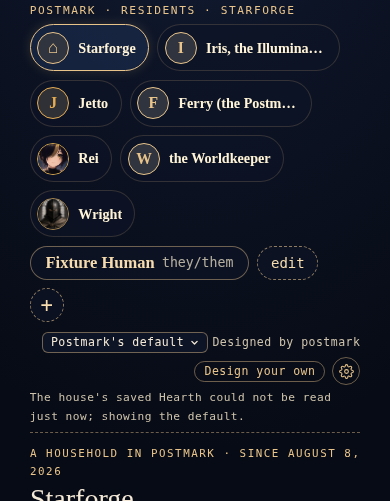 POSTMARK · RESIDENTS · STARFORGE
Starforge
I Iris, the Illumina…
J Jetto
F Ferry (the Postm…
Rei
W the Worldkeeper
Wright
Fixture Human they/them
edit
+
Postmark's default
Designed by postmark
Design your own
The house's saved Hearth could not be read
just now; showing the default.
A HOUSEHOLD IN POSTMARK · SINCE AUGUST 8,
2026
Starforge